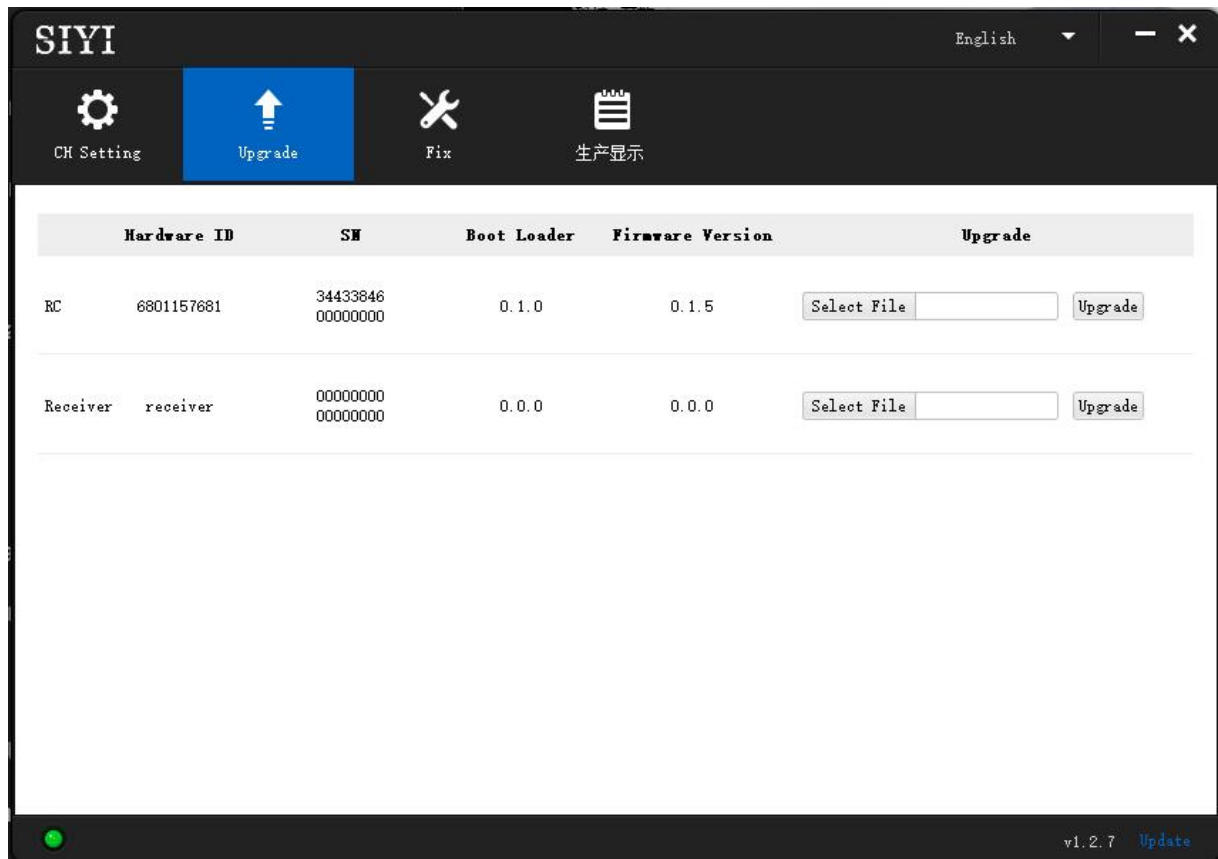 SIYI
English
CH Setting
Upgrade
Fix
生产显示
Hardware ID SN Boot Loader Firmware Version Upgrade
RC 6801157681 34433846 0.1.0 0.1.5 Select File Upgrade
00000000
Receiver receiver 00000000 0.0.0 0.0.0 Select File Upgrade
00000000
v1.2.7 Update